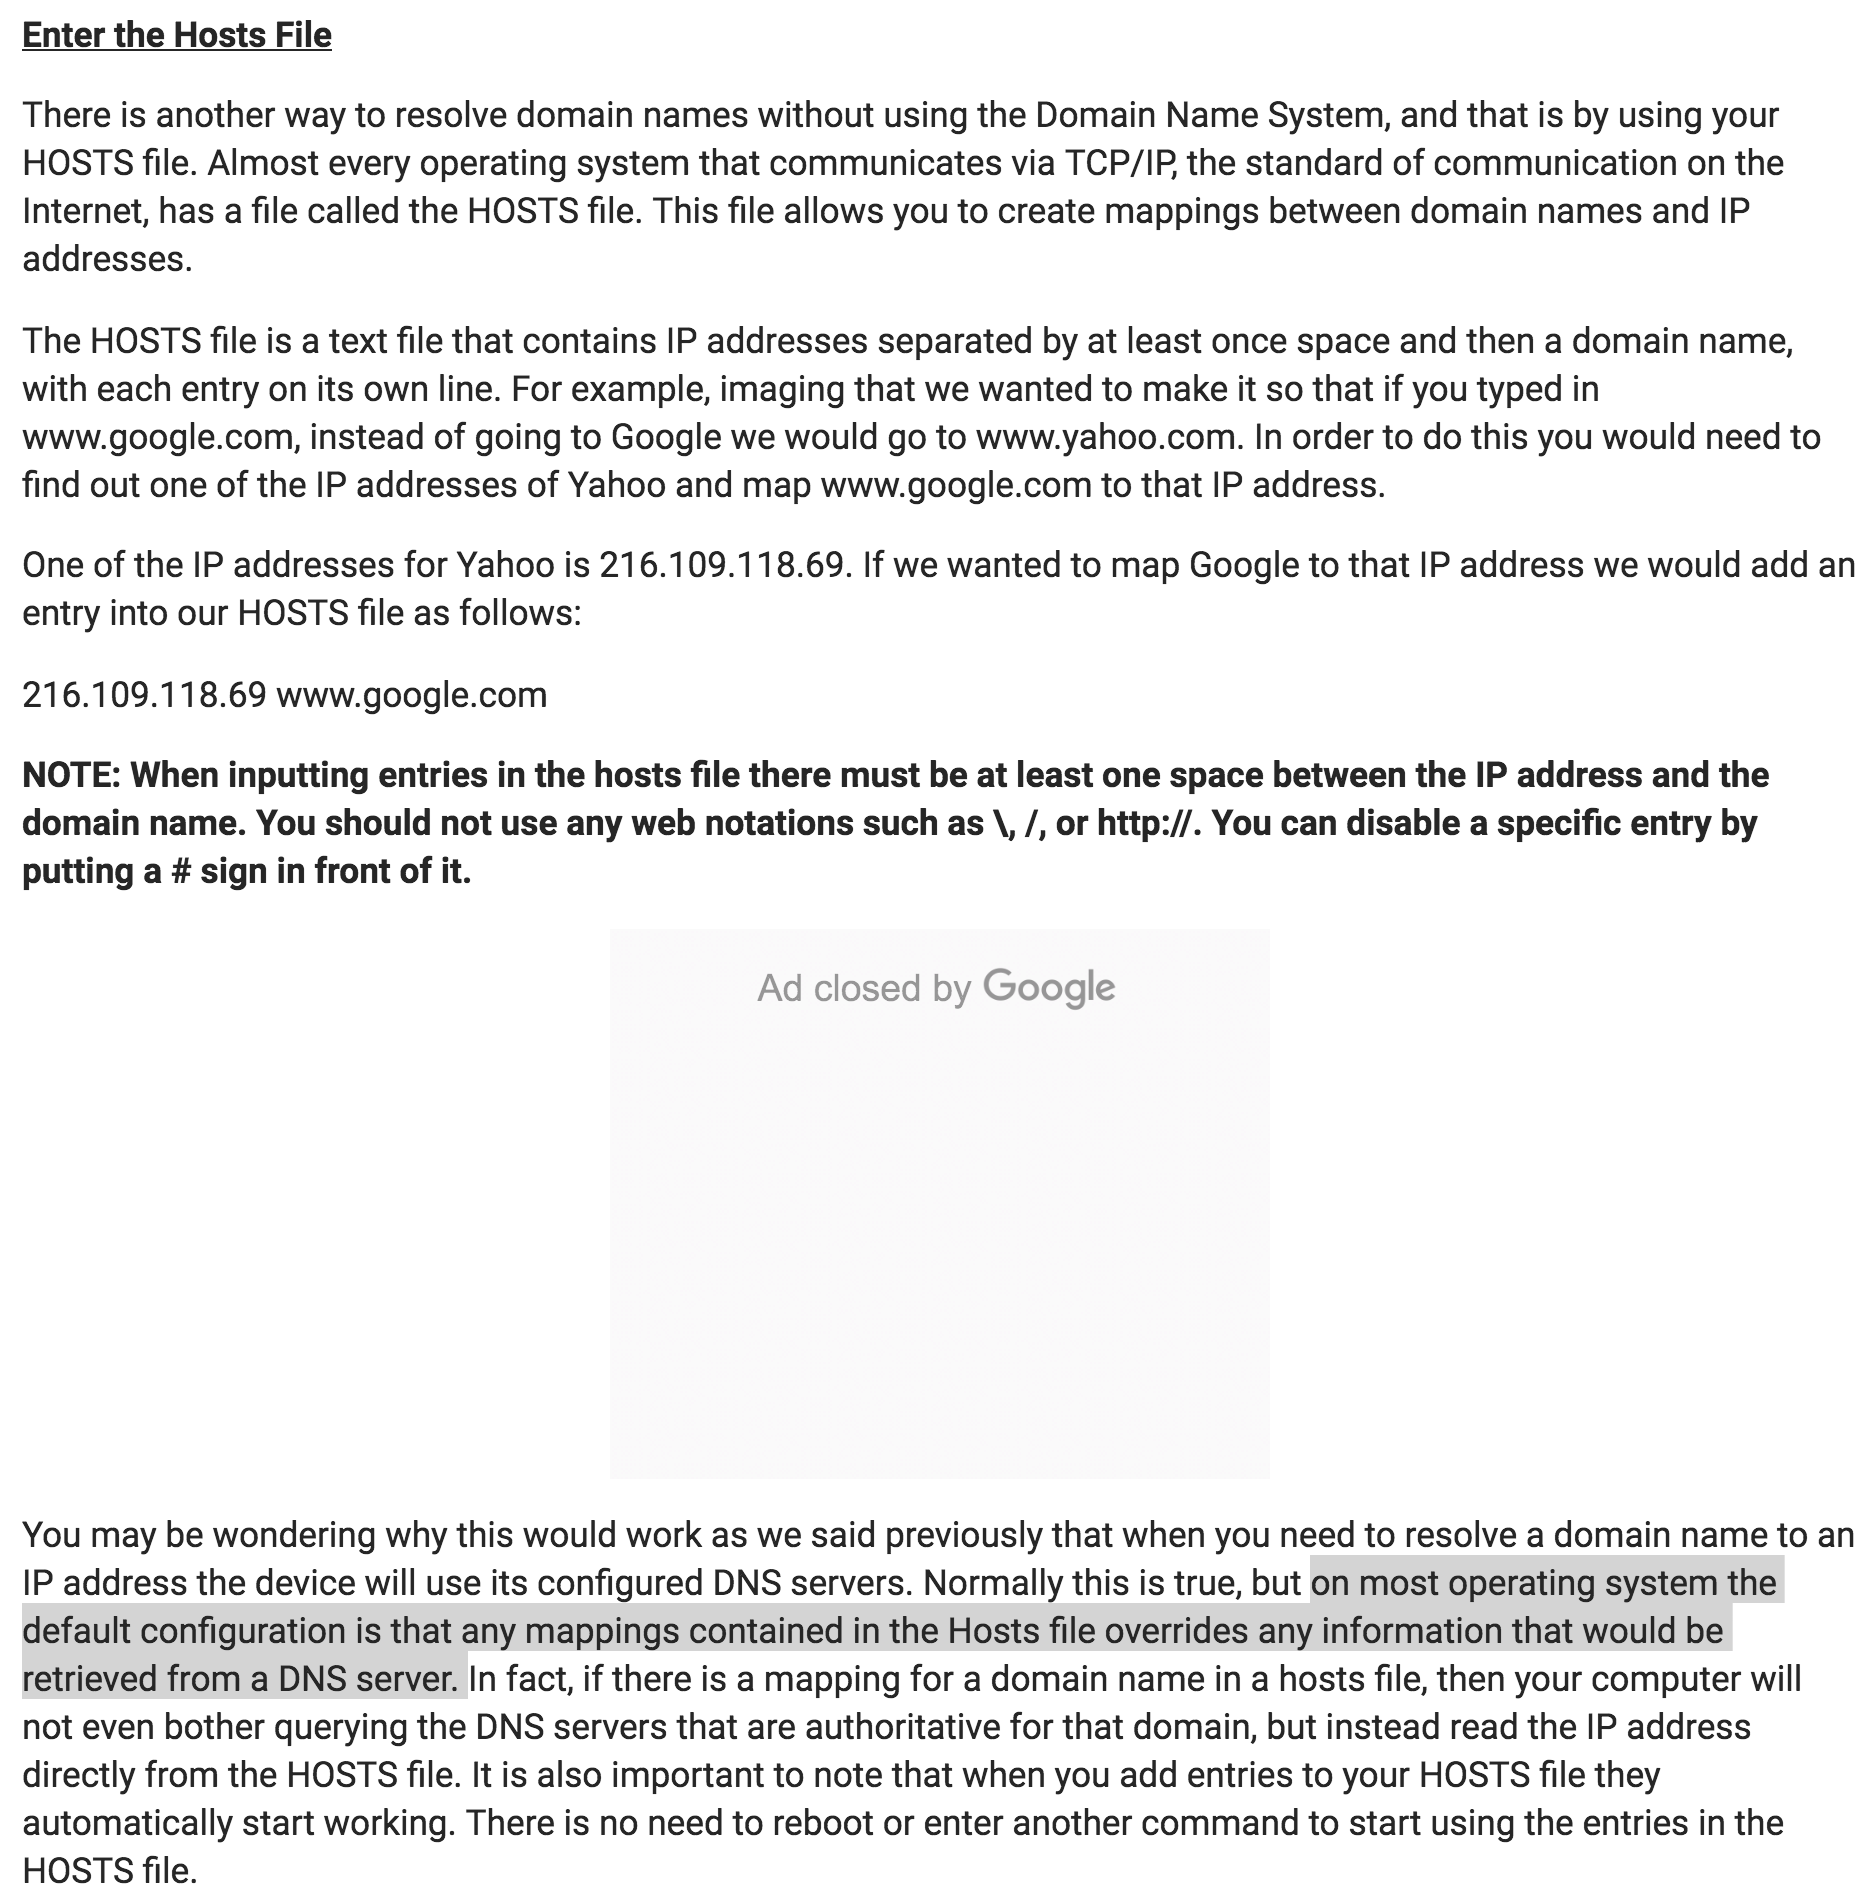 Enter the Hosts File
There is another way to resolve domain names without using the Domain Name System, and that is by using your
HOSTS file. Almost every operating system that communicates via TCP/IP, the standard of communication on the
Internet, has a file called the HOSTS file. This file allows you to create mappings between domain names and IP
addresses.
The HOSTS file is a text file that contains IP addresses separated by at least once space and then a domain name,
with each entry on its own line. For example, imaging that we wanted to make it so that if you typed in
www.google.com, instead of going to Google we would go to www.yahoo.com. In order to do this you would need to
find out one of the IP addresses of Yahoo and map www.google.com to that IP address.
One of the IP addresses for Yahoo is 216.109.118.69. If we wanted to map Google to that IP address we would add an
entry into our HOSTS file as follows:
216.109.118.69 www.google.com
NOTE: When inputting entries in the hosts file there must be at least one space between the IP address and the
domain name. You should not use any web notations such as \, /, or http://. You can disable a specific entry by
putting a # sign in front of it.
Ad closed by Google
You may be wondering why this would work as we said previously that when you need to resolve a domain name to an
IP address the device will use its configured DNS servers. Normally this is true, but on most operating system the
default configuration is that any mappings contained in the Hosts file overrides any information that would be
retrieved from a DNS server. In fact, if there is a mapping for a domain name in a hosts file, then your computer will
not even bother querying the DNS servers that are authoritative for that domain, but instead read the IP address
directly from the HOSTS file. It is also important to note that when you add entries to your HOSTS file they
automatically start working. There is no need to reboot or enter another command to start using the entries in the
HOSTS file.